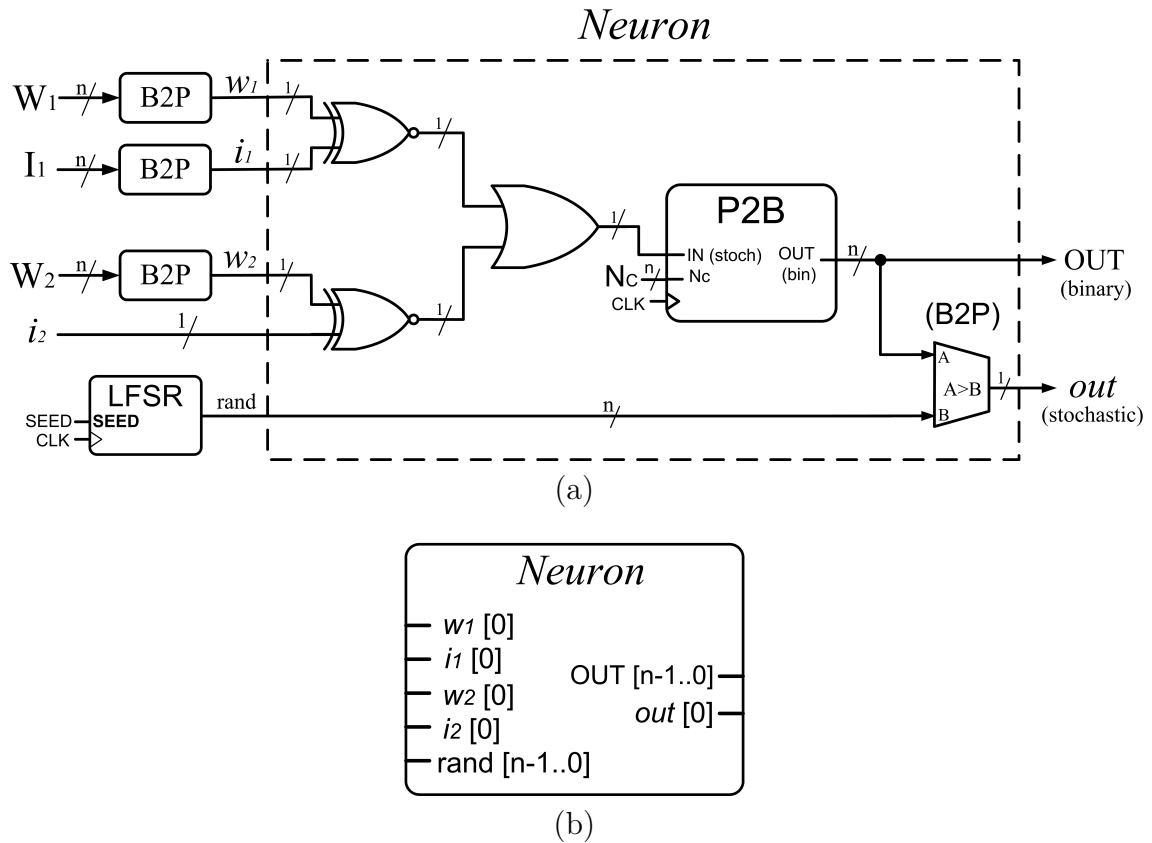 Neuron
W1 n B2P w1 1
I1 n B2P i1 1
1
W2 n B2P w2 1
i2 1
1
1
P2B
IN (stoch) OUT
(bin)
NC n Nc
CLK
n OUT
(binary)
(B2P)
A
A>B
B
1 out
(stochastic)
LFSR
SEED SEED
CLK
rand n
(a)
Neuron
w1 [0]
i1 [0]
w2 [0]
i2 [0]
rand [n-1..0]
OUT [n-1..0]
out [0]
(b)